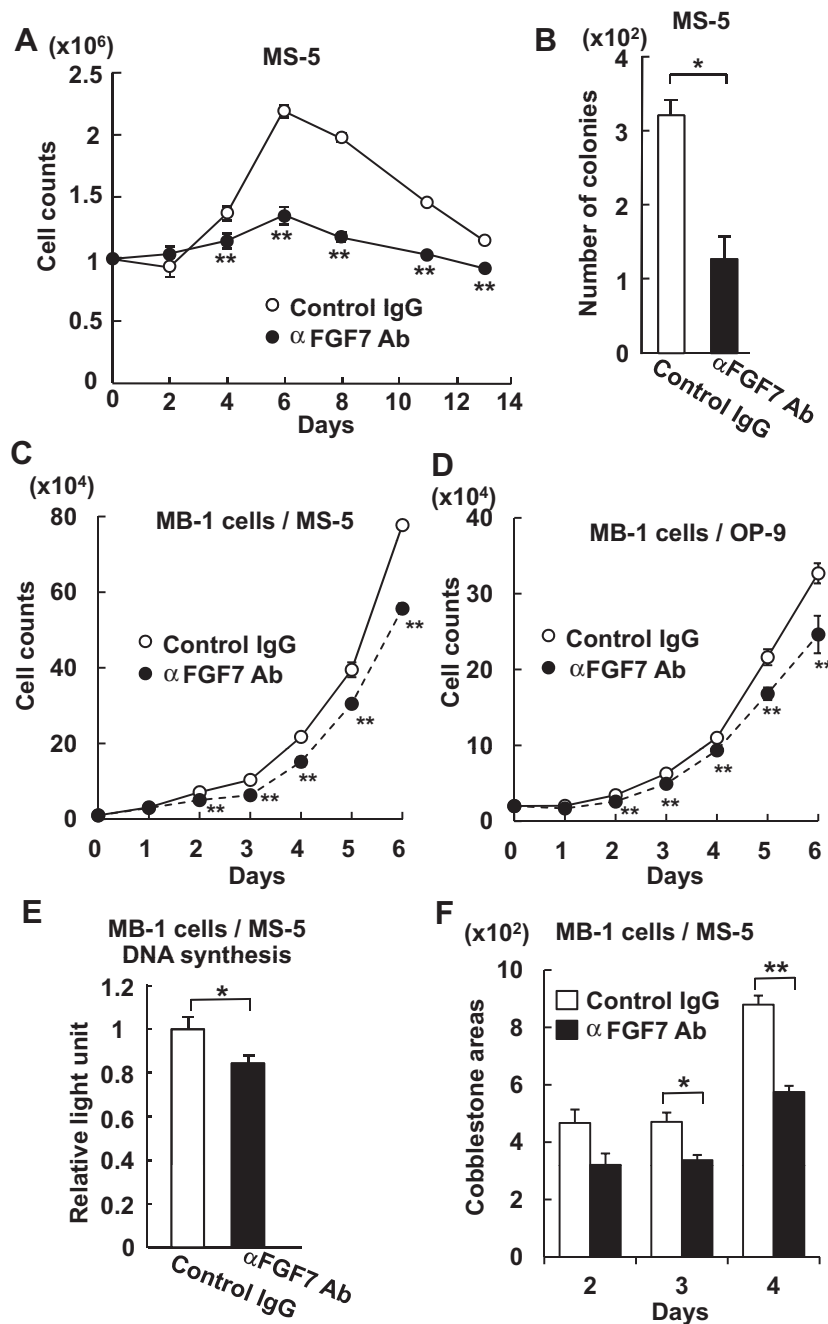 A
(x10⁶)
MS-5
2.5
2
1.5
1
0.5
0
Cell counts
**
**
**
**
**
Control IgG
α FGF7 Ab
0 2 4 6 8 10 12 14
Days
B
(x10²)
MS-5
4
3
2
1
0
Number of colonies
*
Control IgG
αFGF7 Ab
C
(x10⁴)
MB-1 cells / MS-5
80
60
40
20
0
Cell counts
Control IgG
α FGF7 Ab
**
**
**
**
**
0 1 2 3 4 5 6
Days
D
(x10⁴)
MB-1 cells / OP-9
40
30
20
10
0
Cell counts
Control IgG
αFGF7 Ab
**
**
**
**
**
0 1 2 3 4 5 6
Days
E
MB-1 cells / MS-5
DNA synthesis
1.2
1
0.8
0.6
0.4
0.2
0
Relative light unit
*
Control IgG
αFGF7 Ab
F
(x10²)
MB-1 cells / MS-5
10
8
6
4
2
0
Cobblestone areas
Control IgG
α FGF7 Ab
*
**
2 3 4
Days